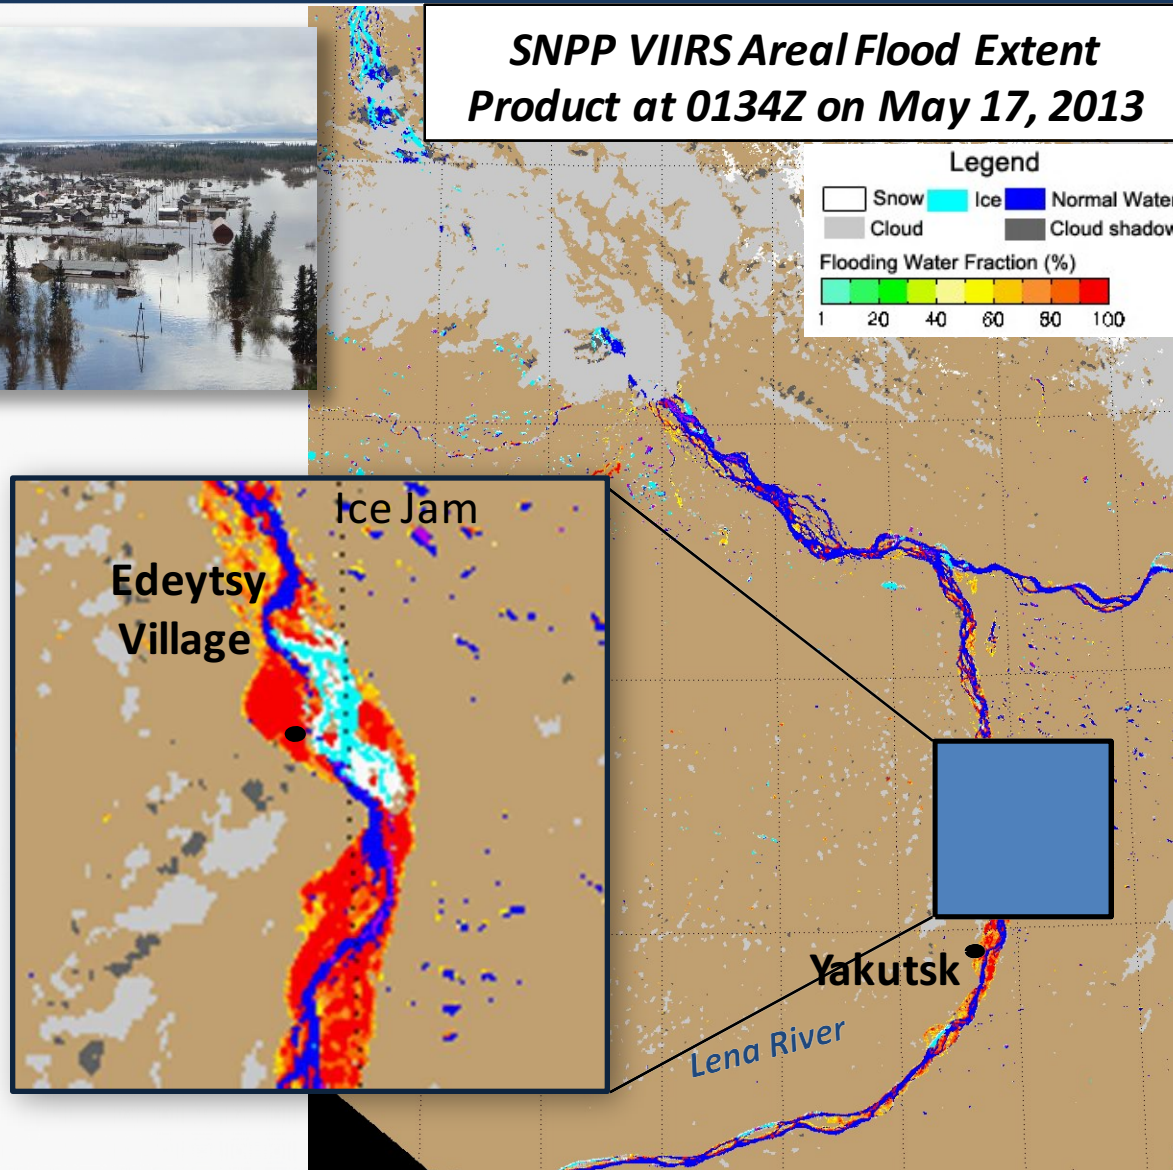 SNPP VIIRS Areal Flood Extent
Product at 0134Z on May 17, 2013
Legend
Snow Ice Normal Water
Cloud Cloud shadow
Flooding Water Fraction (%)
1 20 40 60 80 100
Ice Jam
Edeytsy
Village
Yakutsk
Lena River